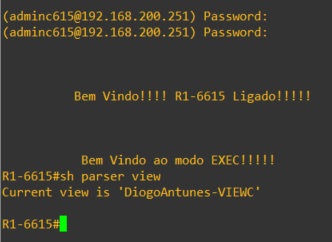 (adminc615@192.168.200.251) Password:
(adminc615@192.168.200.251) Password:
Bem Vindo!!!! R1-6615 Ligado!!!!!
Bem Vindo ao modo EXEC!!!!!
R1-6615#sh parser view
Current view is 'DiogoAntunes-VIEWC'
R1-6615#